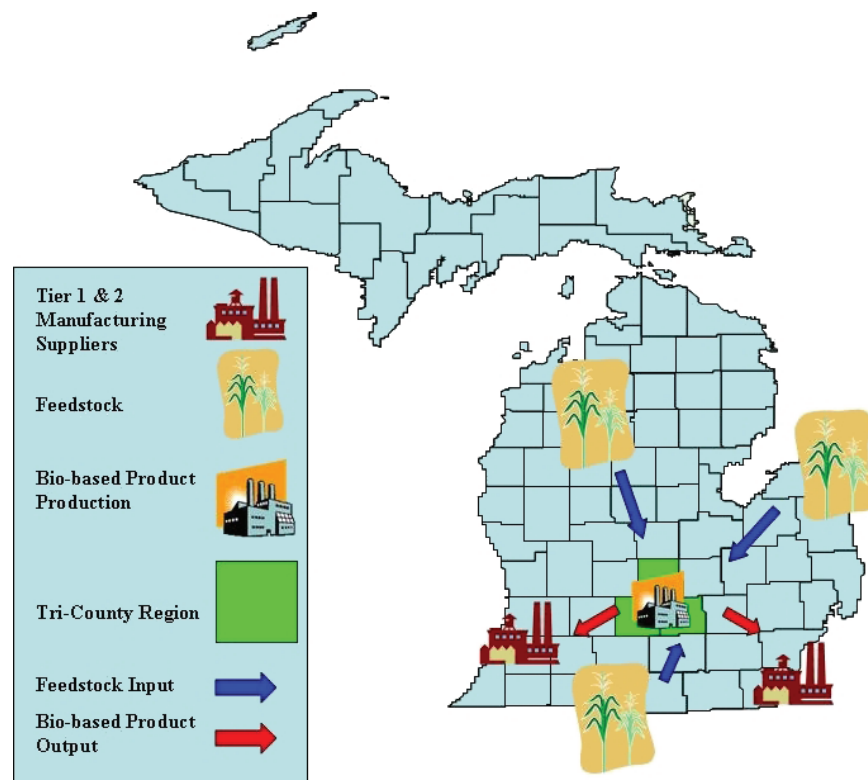 Tier 1 & 2
Manufacturing
Suppliers
Feedstock
Bio-based Product
Production
Tri-County Region
Feedstock Input
Bio-based Product
Output